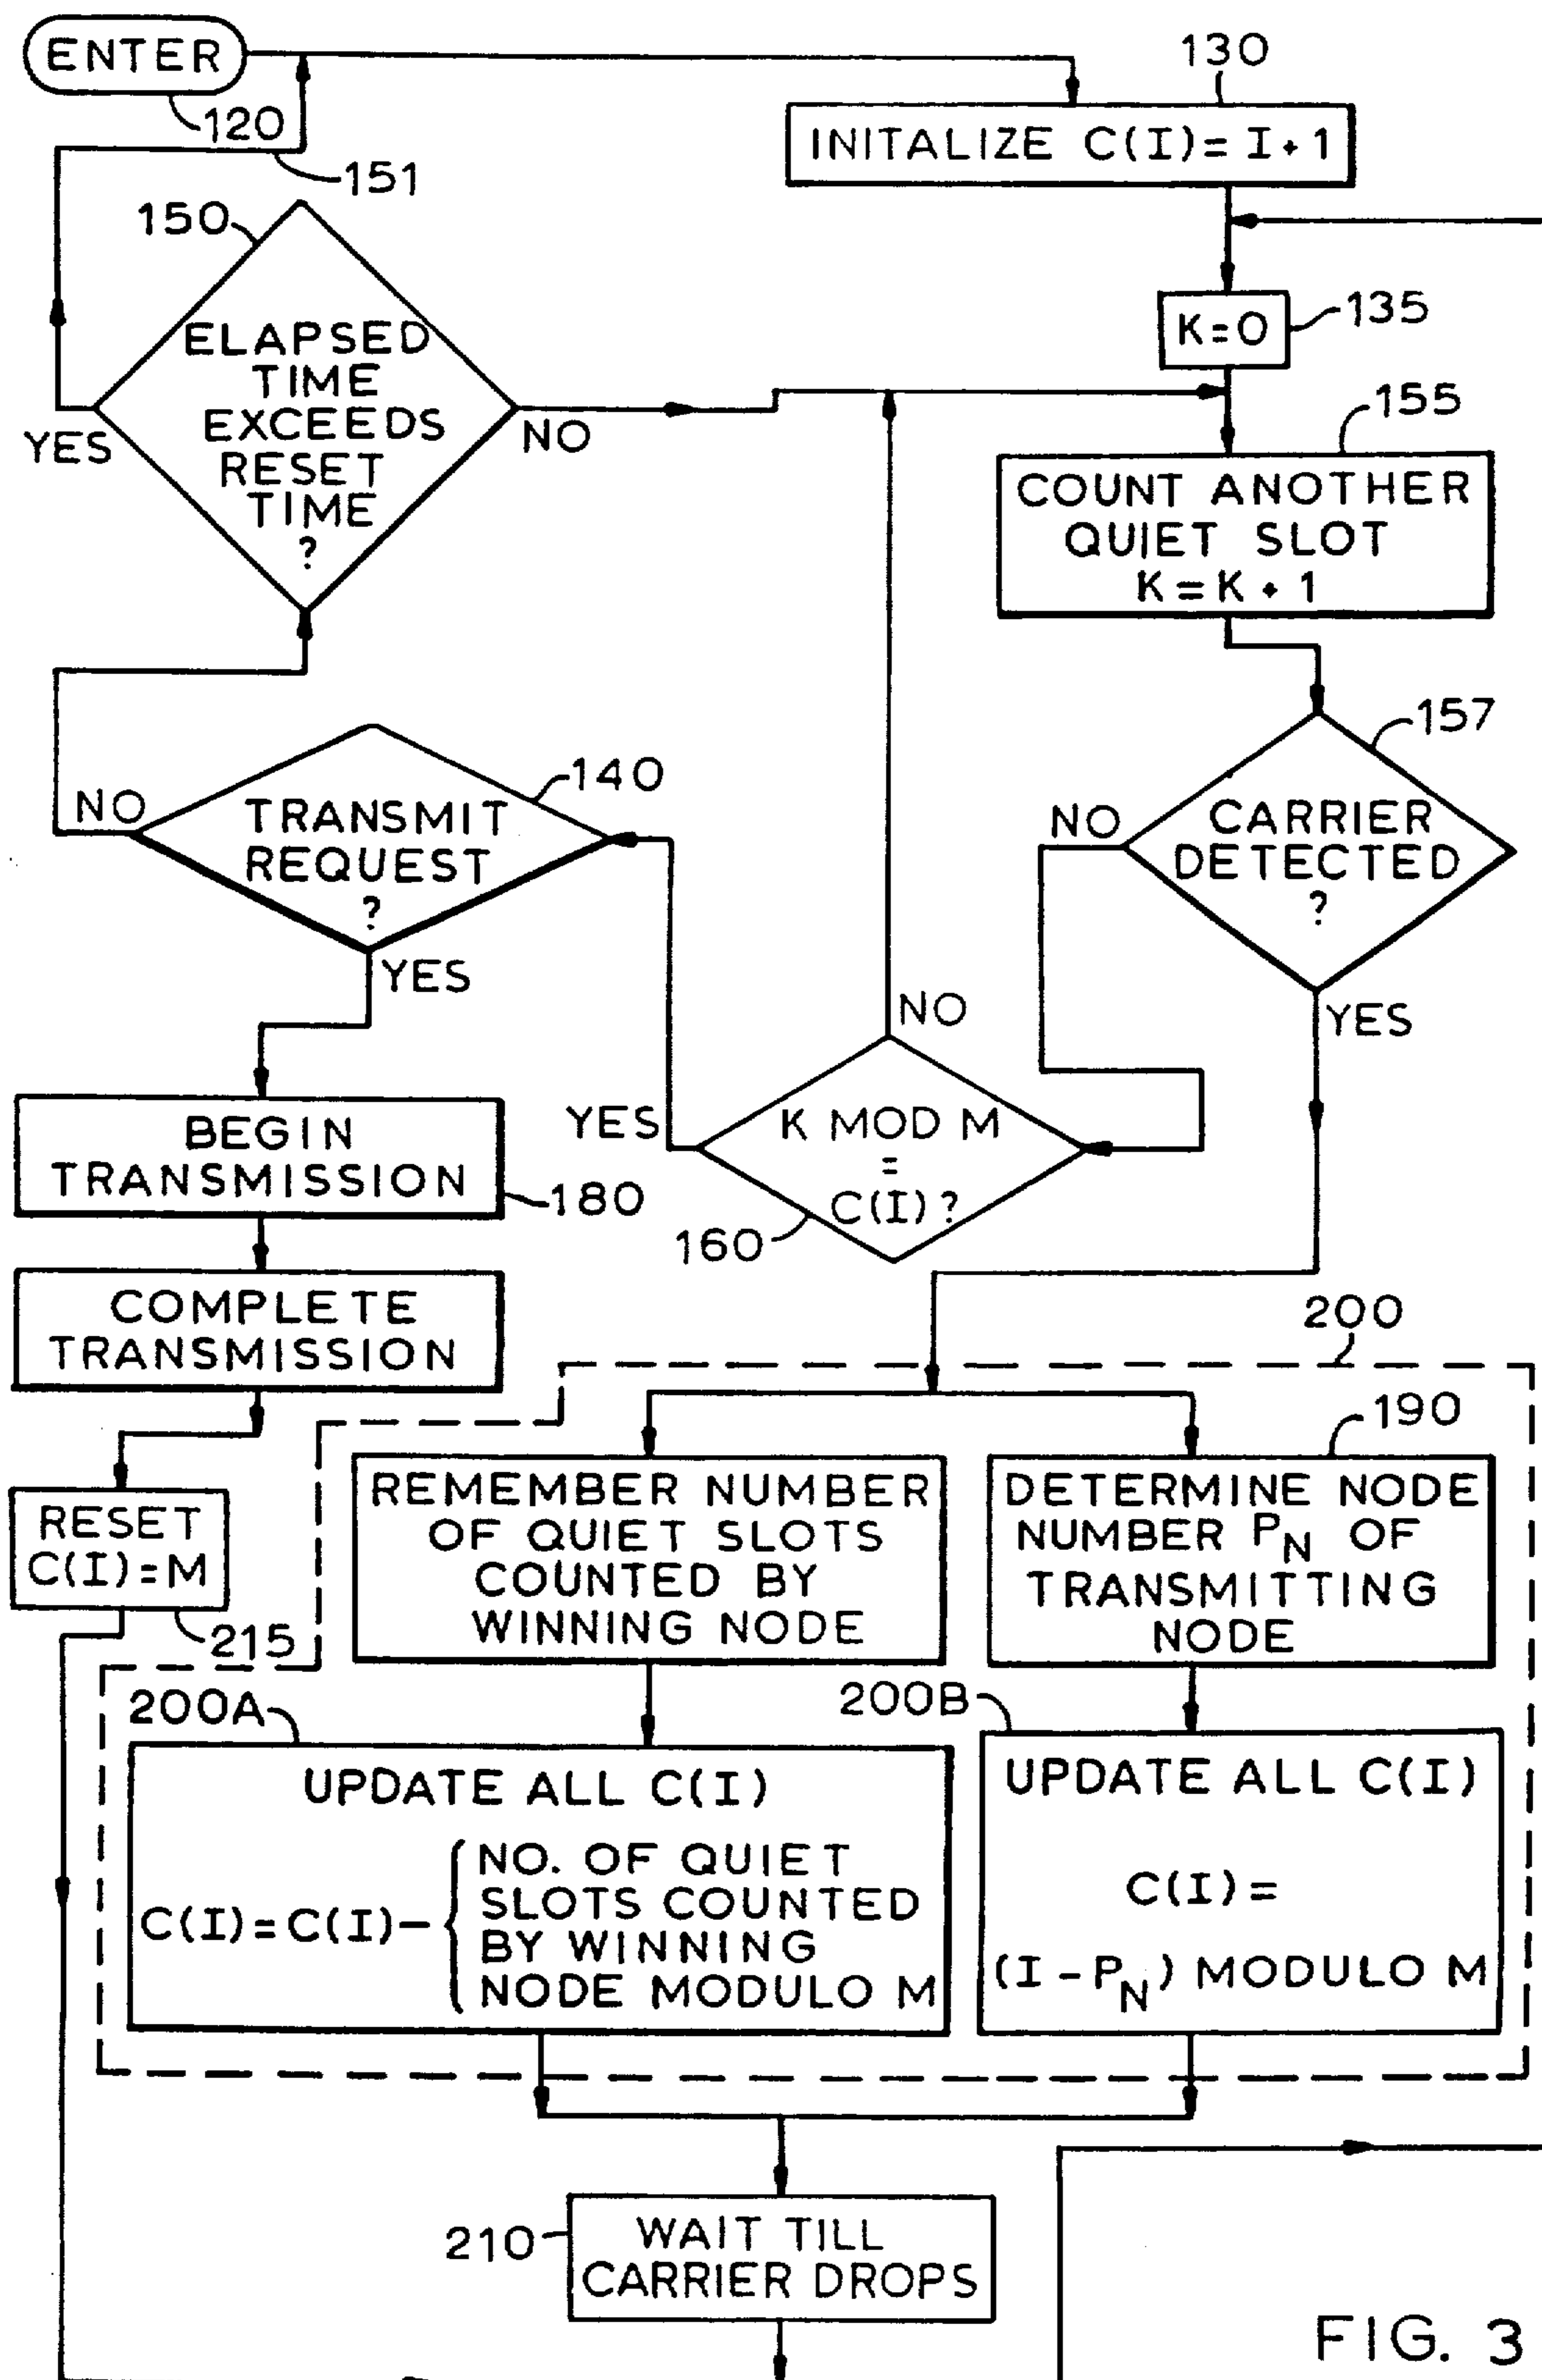 ENTER
120
151
130
INITALIZE C(I)= I+1
150
ELAPSED
TIME
EXCEEDS
RESET
TIME
?
YES
NO
K=0
135
155
COUNT ANOTHER
QUIET SLOT
K=K+1
157
CARRIER
DETECTED
?
NO
YES
140
TRANSMIT
REQUEST
?
NO
YES
NO
YES
K MOD M
=
C(I)?
160
BEGIN
TRANSMISSION
180
COMPLETE
TRANSMISSION
RESET
C(I)=M
215
200
REMEMBER NUMBER
OF QUIET SLOTS
COUNTED BY
WINNING NODE
190
DETERMINE NODE
NUMBER PN OF
TRANSMITTING
NODE
200A
UPDATE ALL C(I)
C(I)=C(I)-{
NO. OF QUIET
SLOTS COUNTED
BY WINNING
NODE MODULO M
200B
UPDATE ALL C(I)
C(I)=
(I-PN) MODULO M
210
WAIT TILL
CARRIER DROPS
FIG. 3